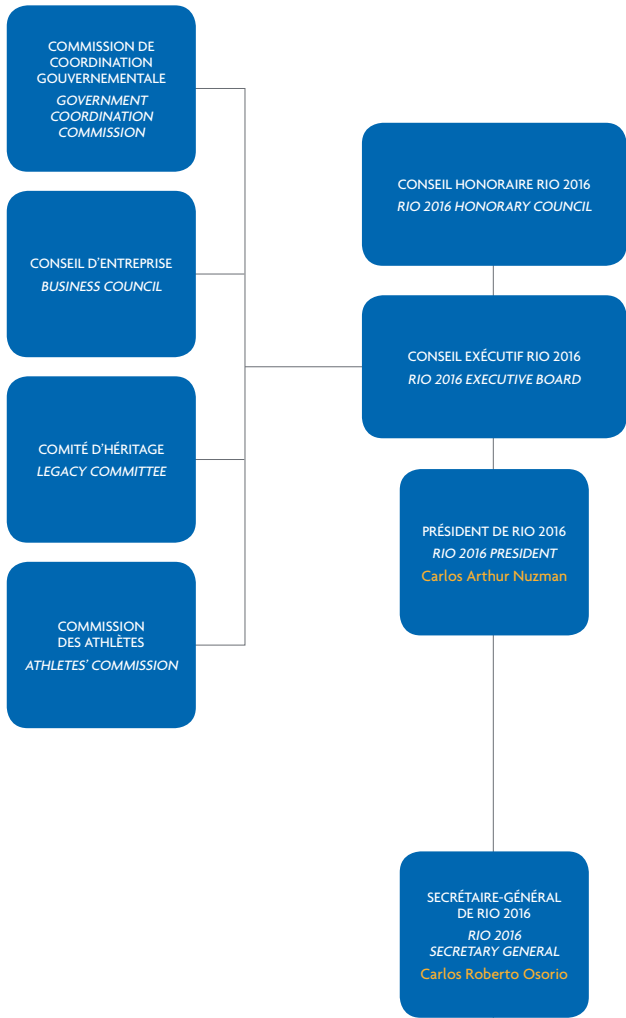 COMMISSION DE
COORDINATION
GOUVERNEMENTALE
GOVERNMENT
COORDINATION
COMMISSION
CONSEIL D'ENTREPRISE
BUSINESS COUNCIL
COMITÉ D'HÉRITAGE
LEGACY COMMITTEE
COMMISSION
DES ATHLÈTES
ATHLETES' COMMISSION
CONSEIL HONORAIRE RIO 2016
RIO 2016 HONORARY COUNCIL
CONSEIL EXÉCUTIF RIO 2016
RIO 2016 EXECUTIVE BOARD
PRÉSIDENT DE RIO 2016
RIO 2016 PRESIDENT
Carlos Arthur Nuzman
SECRÉTAIRE-GÉNÉRAL
DE RIO 2016
RIO 2016
SECRETARY GENERAL
Carlos Roberto Osorio